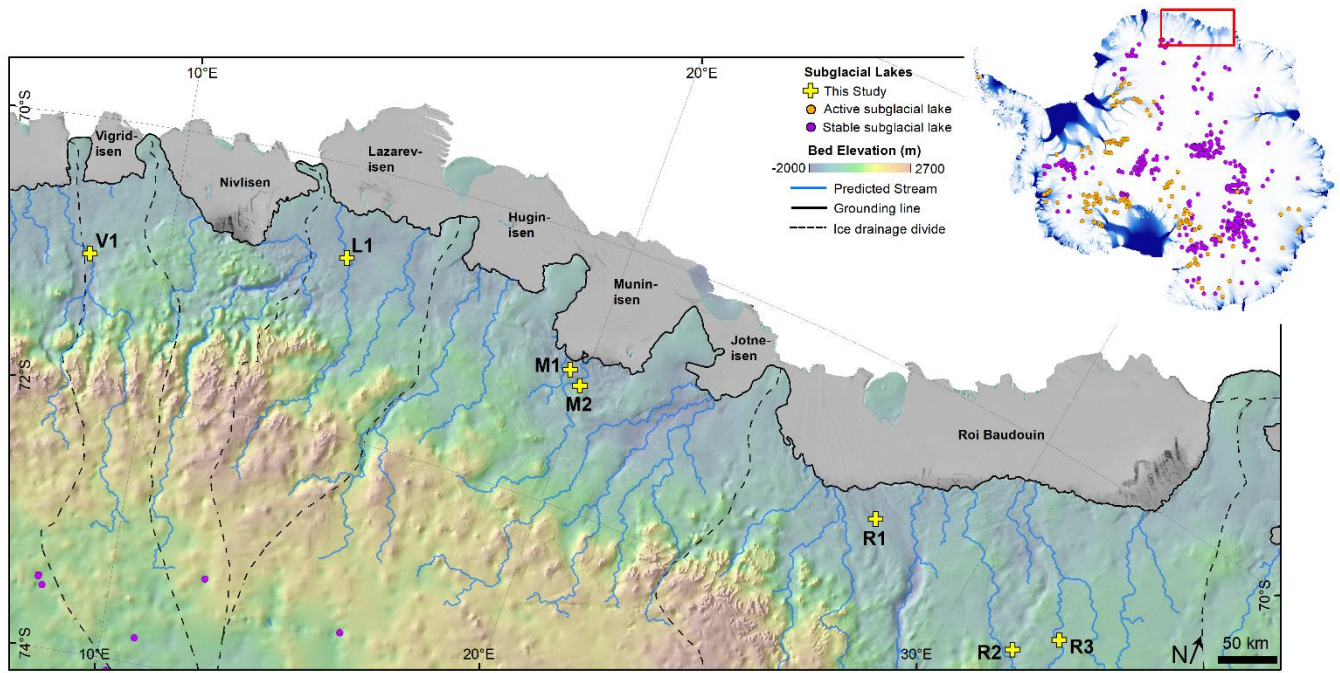 10°E
20°E
70°S
Subglacial Lakes
This Study
Active subglacial lake
Stable subglacial lake
Bed Elevation (m)
-2000
2700
Predicted Stream
Grounding line
Ice drainage divide
Vigrid-
isen
Nivlisen
Lazarev-
isen
Hugin-
isen
Munin-
isen
Jotne-
isen
Roi Baudouin
V1
L1
M1
M2
R1
R2
R3
72°S
70°S
74°S
10°E
20°E
30°E
N
50 km